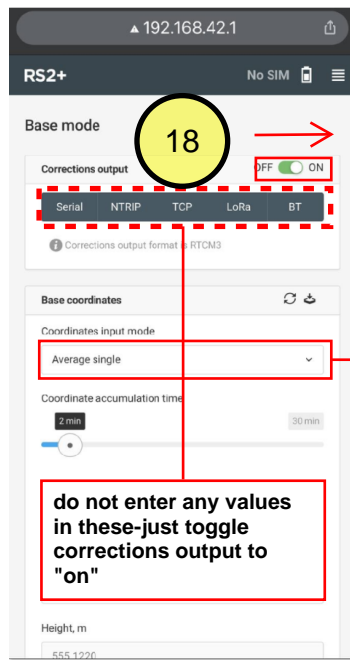 192.168.42.1
RS2+ No SIM
Base mode
18
Corrections output OFF ON
Serial NTRIP TCP LoRa BT
Corrections output format is RTCM3
Base coordinates
Coordinates input mode
Average single
Coordinate accumulation time
2 min 30 min
do not enter any values
in these-just toggle
corrections output to
"on"
Height, m
555.1220